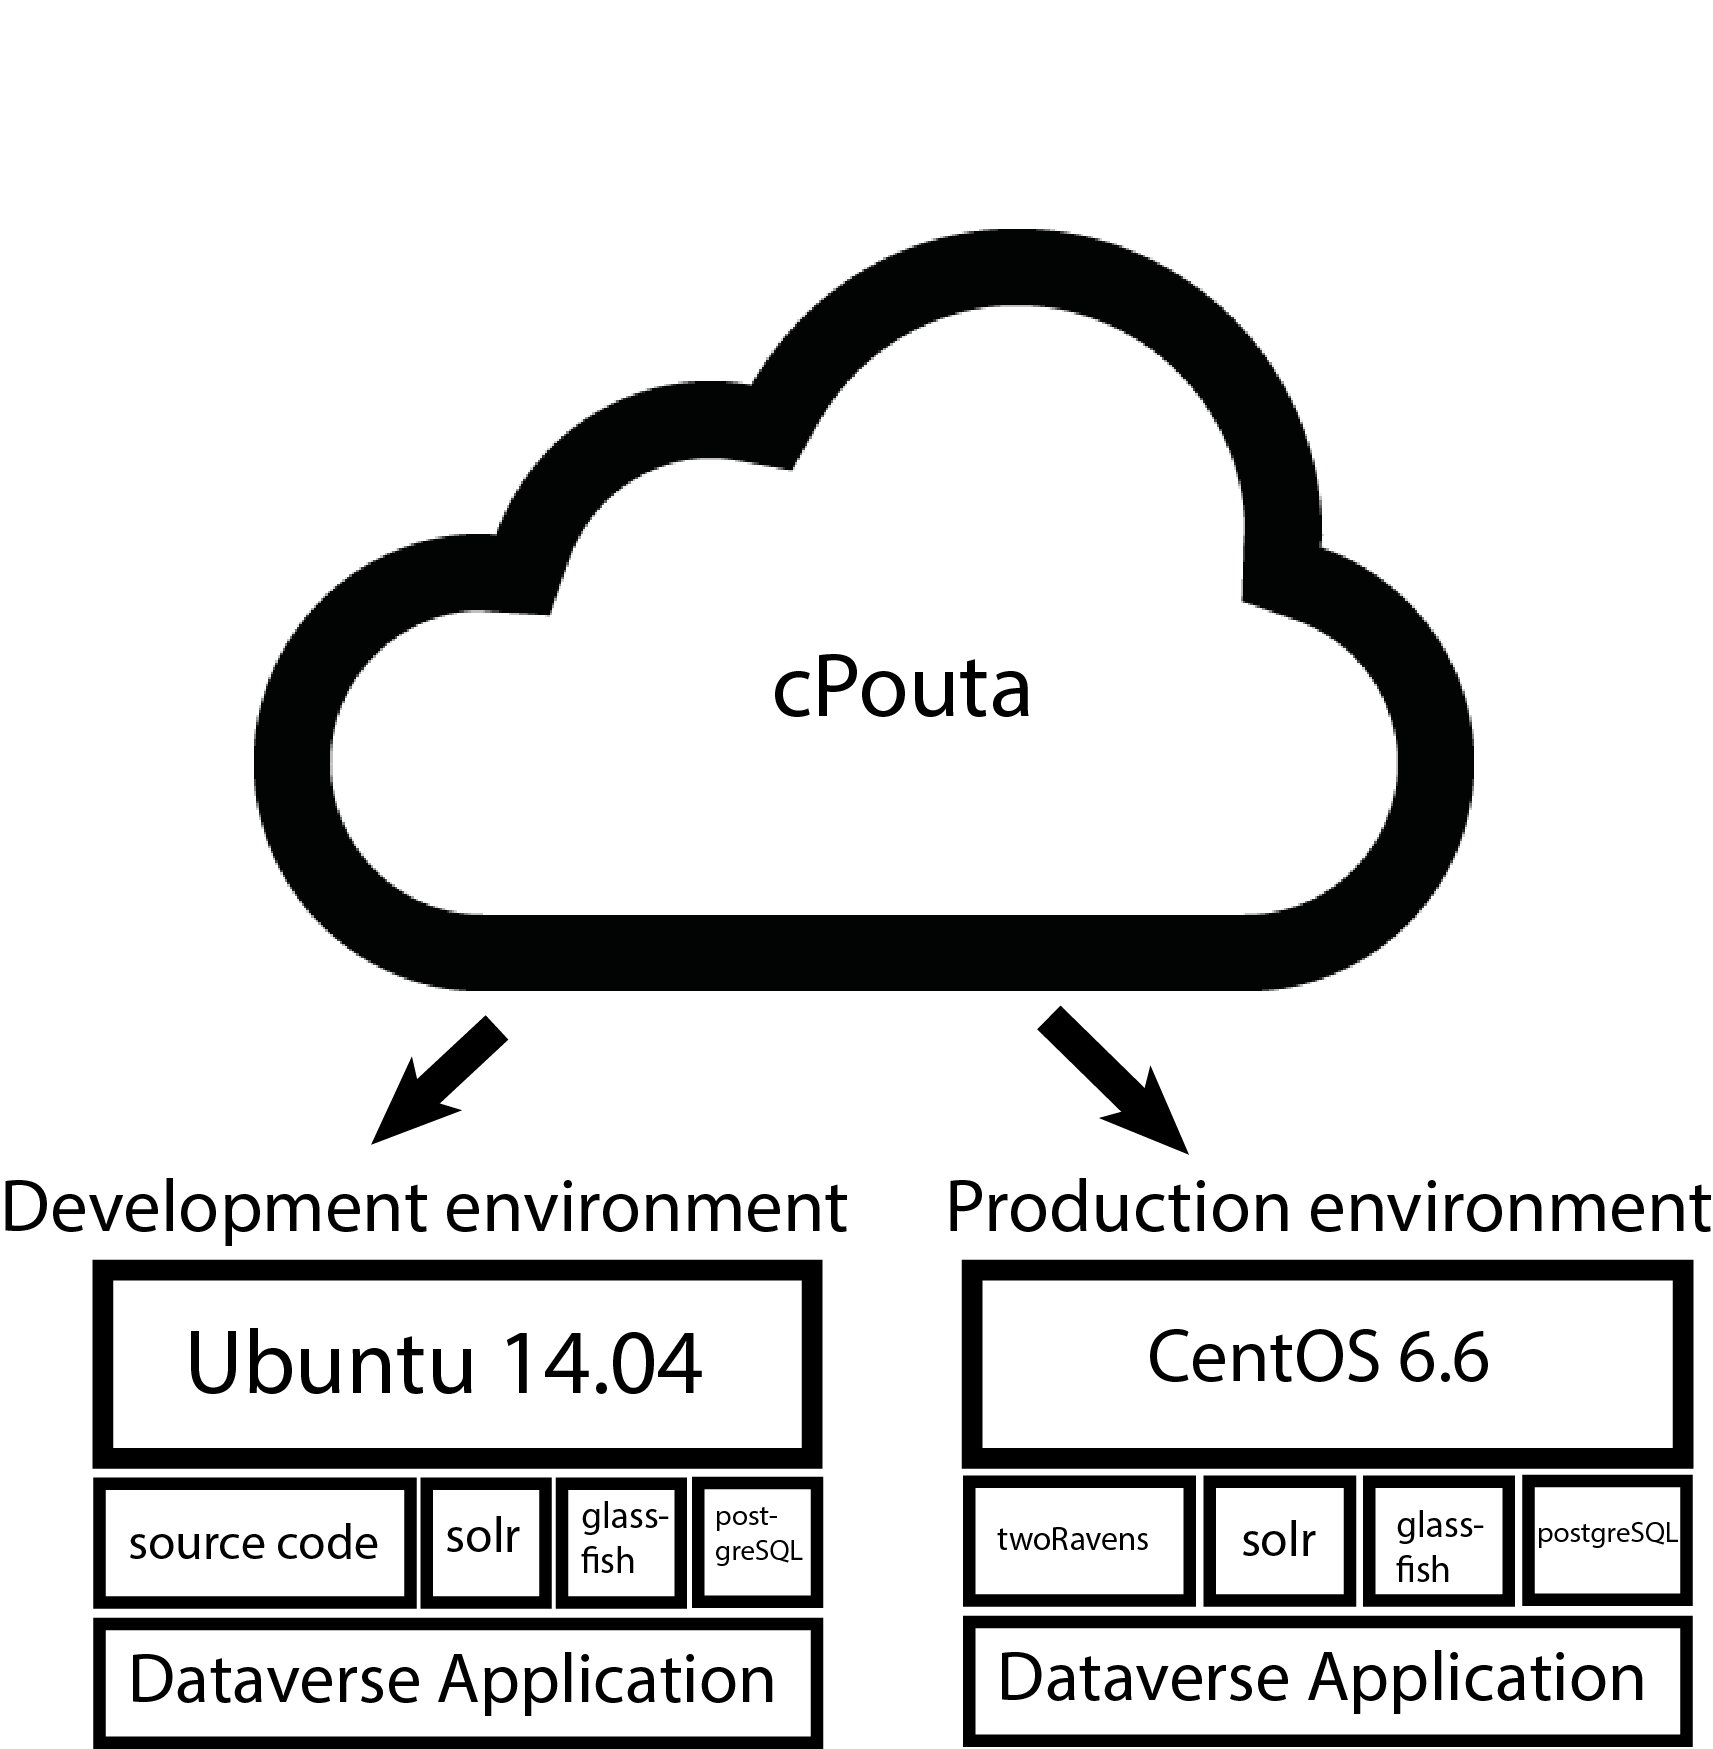 cPouta
Development environment
Ubuntu 14.04
source code
solr
glass-
fish
post-
greSQL
Dataverse Application
Production environment
CentOS 6.6
twoRavens
solr
glass-
fish
postgreSQL
Dataverse Application